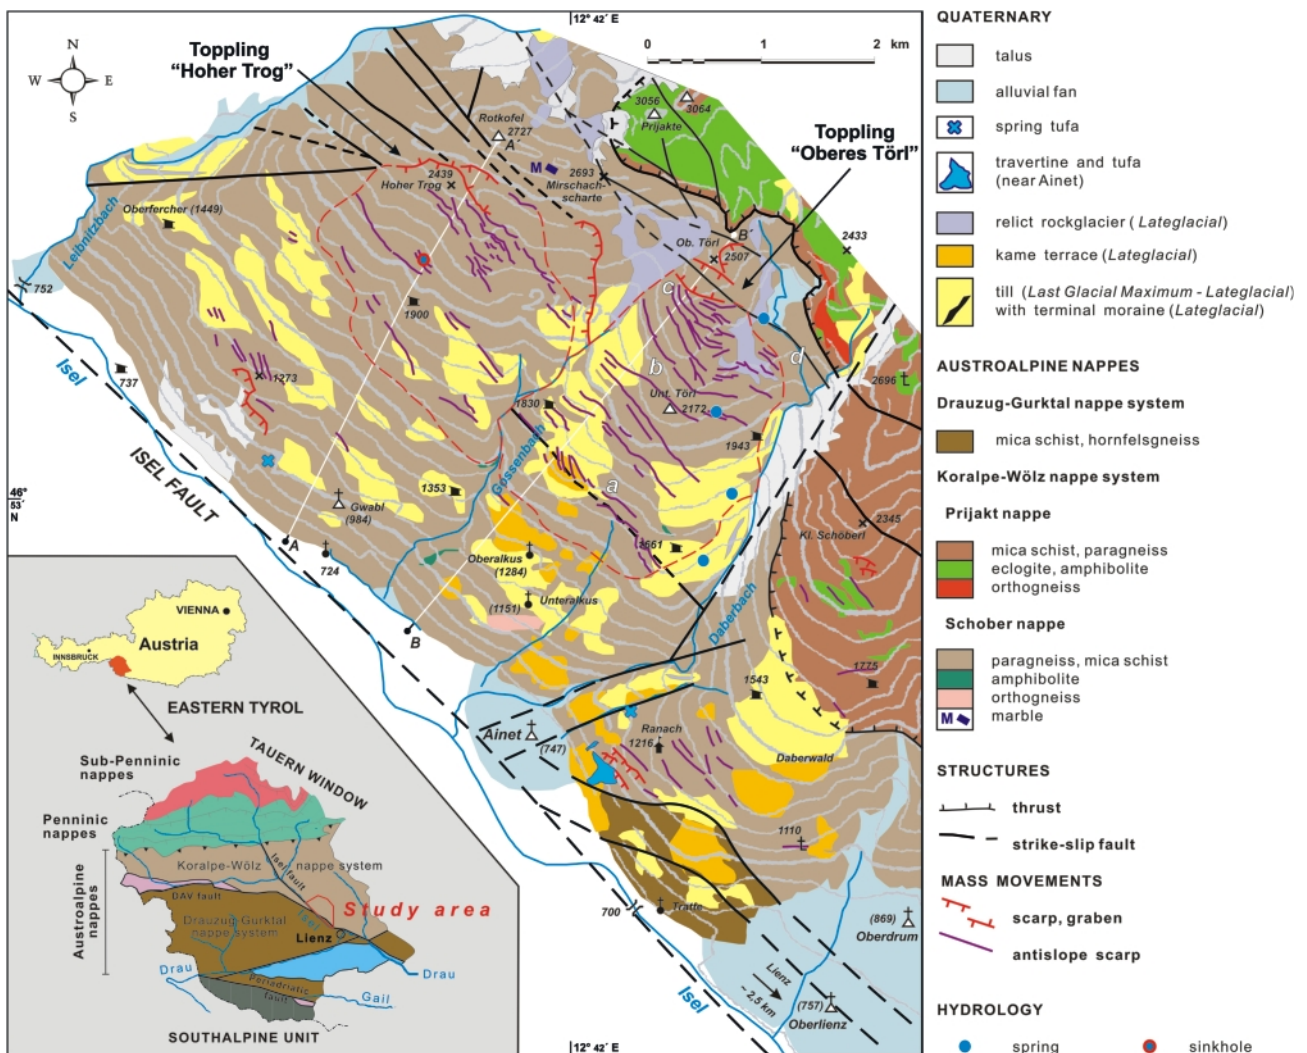 12° 42´ E
N
W
E
S
Toppling
“Hoher Trog”
0
1
2
km
3056
3064
Prijakte
Rotkofel
2727
A´
Toppling
“Oberes Törl”
M
2439
Hoher Trog
2693
Mirschach-
scharte
Oberfercher (1449)
Leibnitzbach
Ob. Törl
B´
2507
2433
752
1900
c
Isel
737
1273
b
d
Unt. Törl
2172
2696
1830
1943
ISEL FAULT
Gössenbach
46°
53´
N
1353
a
Gwabl
(984)
2345
Kl. Schöberl
A
724
Oberalkus
(1284)
1661
(1151)
Unteralkus
Daberbach
B
1775
1543
Ainet
(747)
Ranach
1216
Daberwald
1110
700
Tratte
(869)
Oberdrum
Lienz
~ 2,5 km
(757)
Oberlienz
Isel
12° 42´ E
VIENNA
Austria
INNSBRUCK
EASTERN TYROL
Sub-Penninic
nappes
TAUERN WINDOW
Penninic
nappes
Koralpe-Wölz
nappe system
Isel fault
Austroalpine
nappes
DAV fault
Study area
Drauzug-Gurktal
nappe system
Isel
Lienz
Drau
Drau
Periadriatic
fault
Gail
SOUTHALPINE UNIT
QUATERNARY
talus
alluvial fan
spring tufa
travertine and tufa
(near Ainet)
relict rockglacier (Lateglacial)
kame terrace (Lateglacial)
till (Last Glacial Maximum - Lateglacial)
with terminal moraine (Lateglacial)
AUSTROALPINE NAPPES
Drauzug-Gurktal nappe system
mica schist, hornfelsgneiss
Koralpe-Wölz nappe system
Prijakt nappe
mica schist, paragneiss
eclogite, amphibolite
orthogneiss
Schober nappe
paragneiss, mica schist
amphibolite
orthogneiss
M marble
STRUCTURES
thrust
strike-slip fault
MASS MOVEMENTS
scarp, graben
antislope scarp
HYDROLOGY
spring
sinkhole